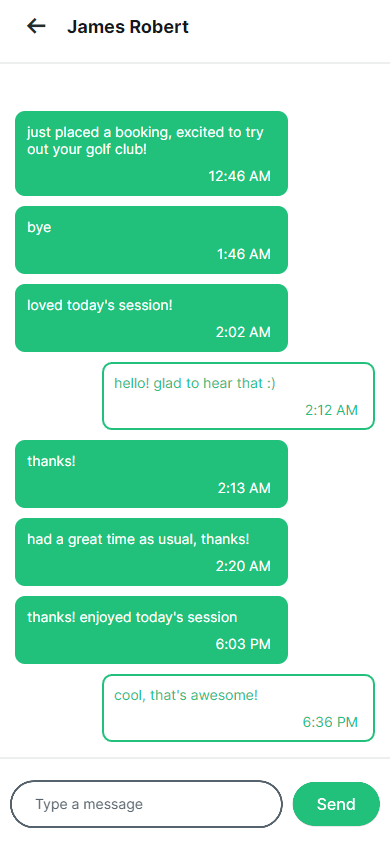 James Robert
just placed a booking, excited to try
out your golf club!
12:46 AM
bye
1:46 AM
loved today's session!
2:02 AM
hello! glad to hear that :)
2:12 AM
thanks!
2:13 AM
had a great time as usual, thanks!
2:20 AM
thanks! enjoyed today's session
6:03 PM
cool, that's awesome!
6:36 PM
Type a message
Send